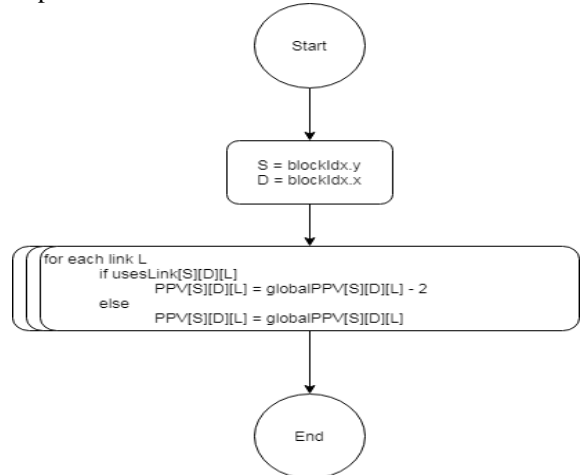 Start
S = blockIdx.y
D = blockIdx.x
for each link L
if usesLink[S][D][L]
PPV[S][D][L] = globalPPV[S][D][L] - 2
else
PPV[S][D][L] = globalPPV[S][D][L]
End